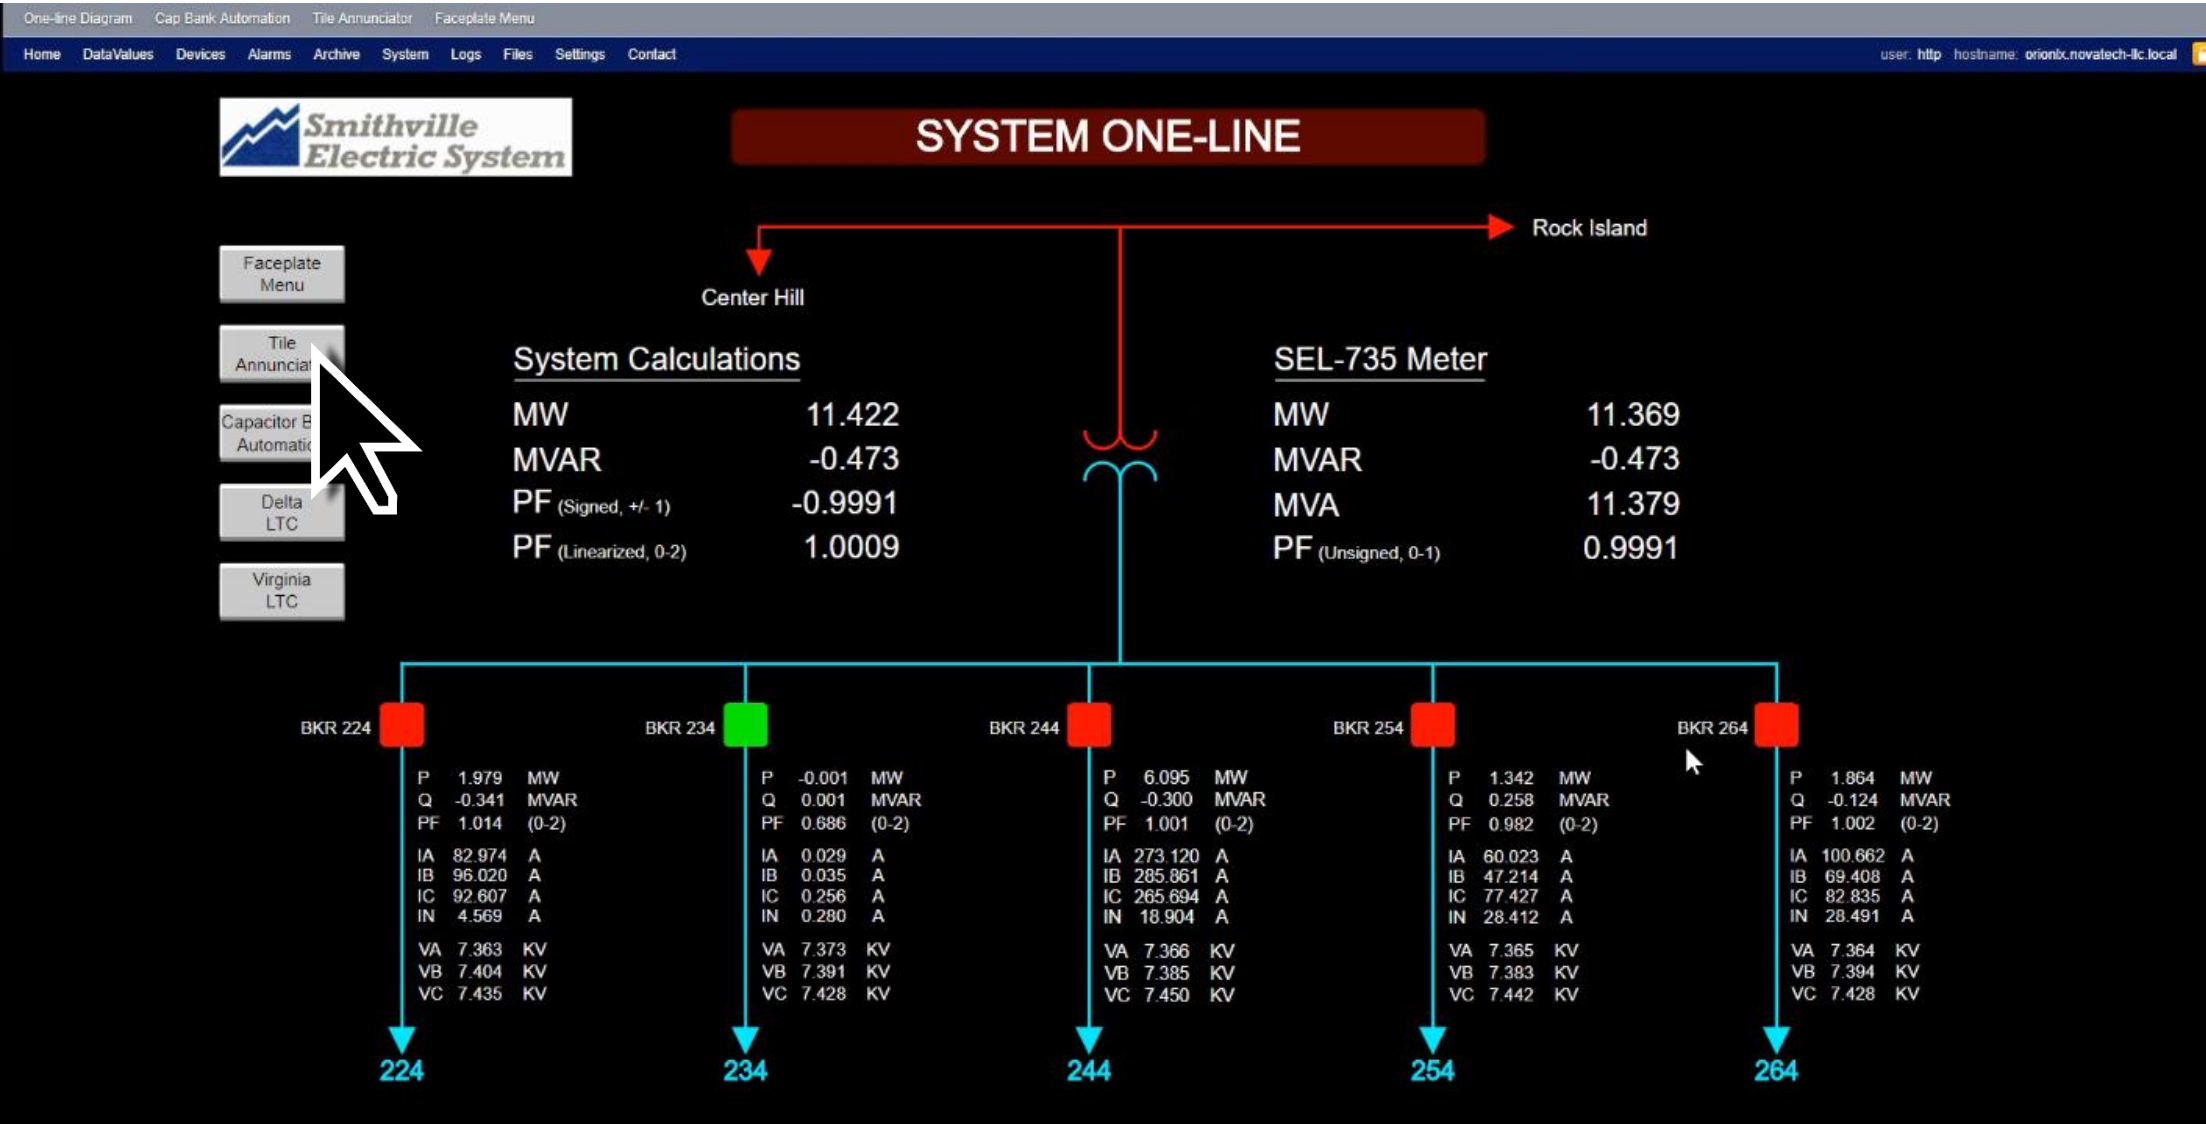 One-line Diagram Cap Bank Automation Tile Annunciator Faceplate Menu
Home DataValues Devices Alarms Archive System Logs Files Settings Contact user: http hostname: orionlx.novatech-llc.local
Smithville
Electric System
SYSTEM ONE-LINE
Rock Island
Center Hill
Faceplate
Menu
Tile
Annunciat
Capacitor B
Automatic
Delta
LTC
Virginia
LTC
System Calculations
MW 11.422
MVAR -0.473
PF (Signed, +/- 1) -0.9991
PF (Linearized, 0-2) 1.0009
SEL-735 Meter
MW 11.369
MVAR -0.473
MVA 11.379
PF (Unsigned, 0-1) 0.9991
BKR 224
P 1.979 MW
Q -0.341 MVAR
PF 1.014 (0-2)
IA 82.974 A
IB 96.020 A
IC 92.607 A
IN 4.569 A
VA 7.363 KV
VB 7.404 KV
VC 7.435 KV
224
BKR 234
P -0.001 MW
Q 0.001 MVAR
PF 0.686 (0-2)
IA 0.029 A
IB 0.035 A
IC 0.256 A
IN 0.280 A
VA 7.373 KV
VB 7.391 KV
VC 7.428 KV
234
BKR 244
P 6.095 MW
Q -0.300 MVAR
PF 1.001 (0-2)
IA 273.120 A
IB 285.861 A
IC 265.694 A
IN 18.904 A
VA 7.366 KV
VB 7.385 KV
VC 7.450 KV
244
BKR 254
P 1.342 MW
Q 0.258 MVAR
PF 0.982 (0-2)
IA 60.023 A
IB 47.214 A
IC 77.427 A
IN 28.412 A
VA 7.365 KV
VB 7.383 KV
VC 7.442 KV
254
BKR 264
P 1.864 MW
Q -0.124 MVAR
PF 1.002 (0-2)
IA 100.662 A
IB 69.408 A
IC 82.835 A
IN 28.491 A
VA 7.364 KV
VB 7.394 KV
VC 7.428 KV
264